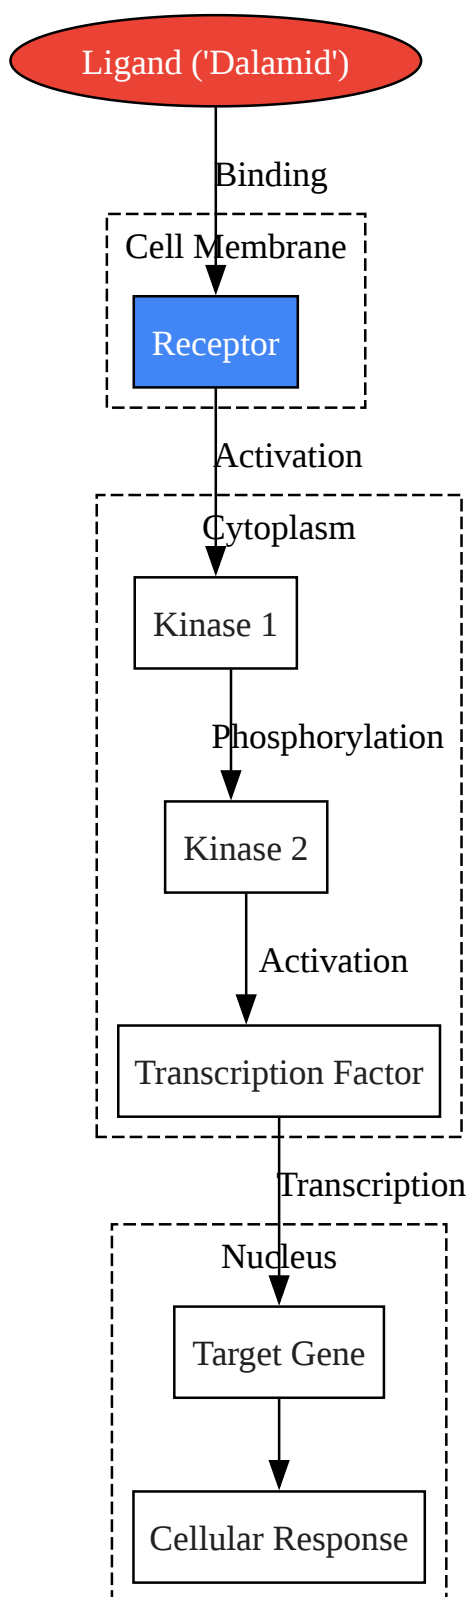 Ligand ('Dalamid')
Binding
Cell Membrane
Receptor
Activation
Cytoplasm
Kinase 1
Phosphorylation
Kinase 2
Activation
Transcription Factor
Transcription
Nucleus
Target Gene
Cellular Response